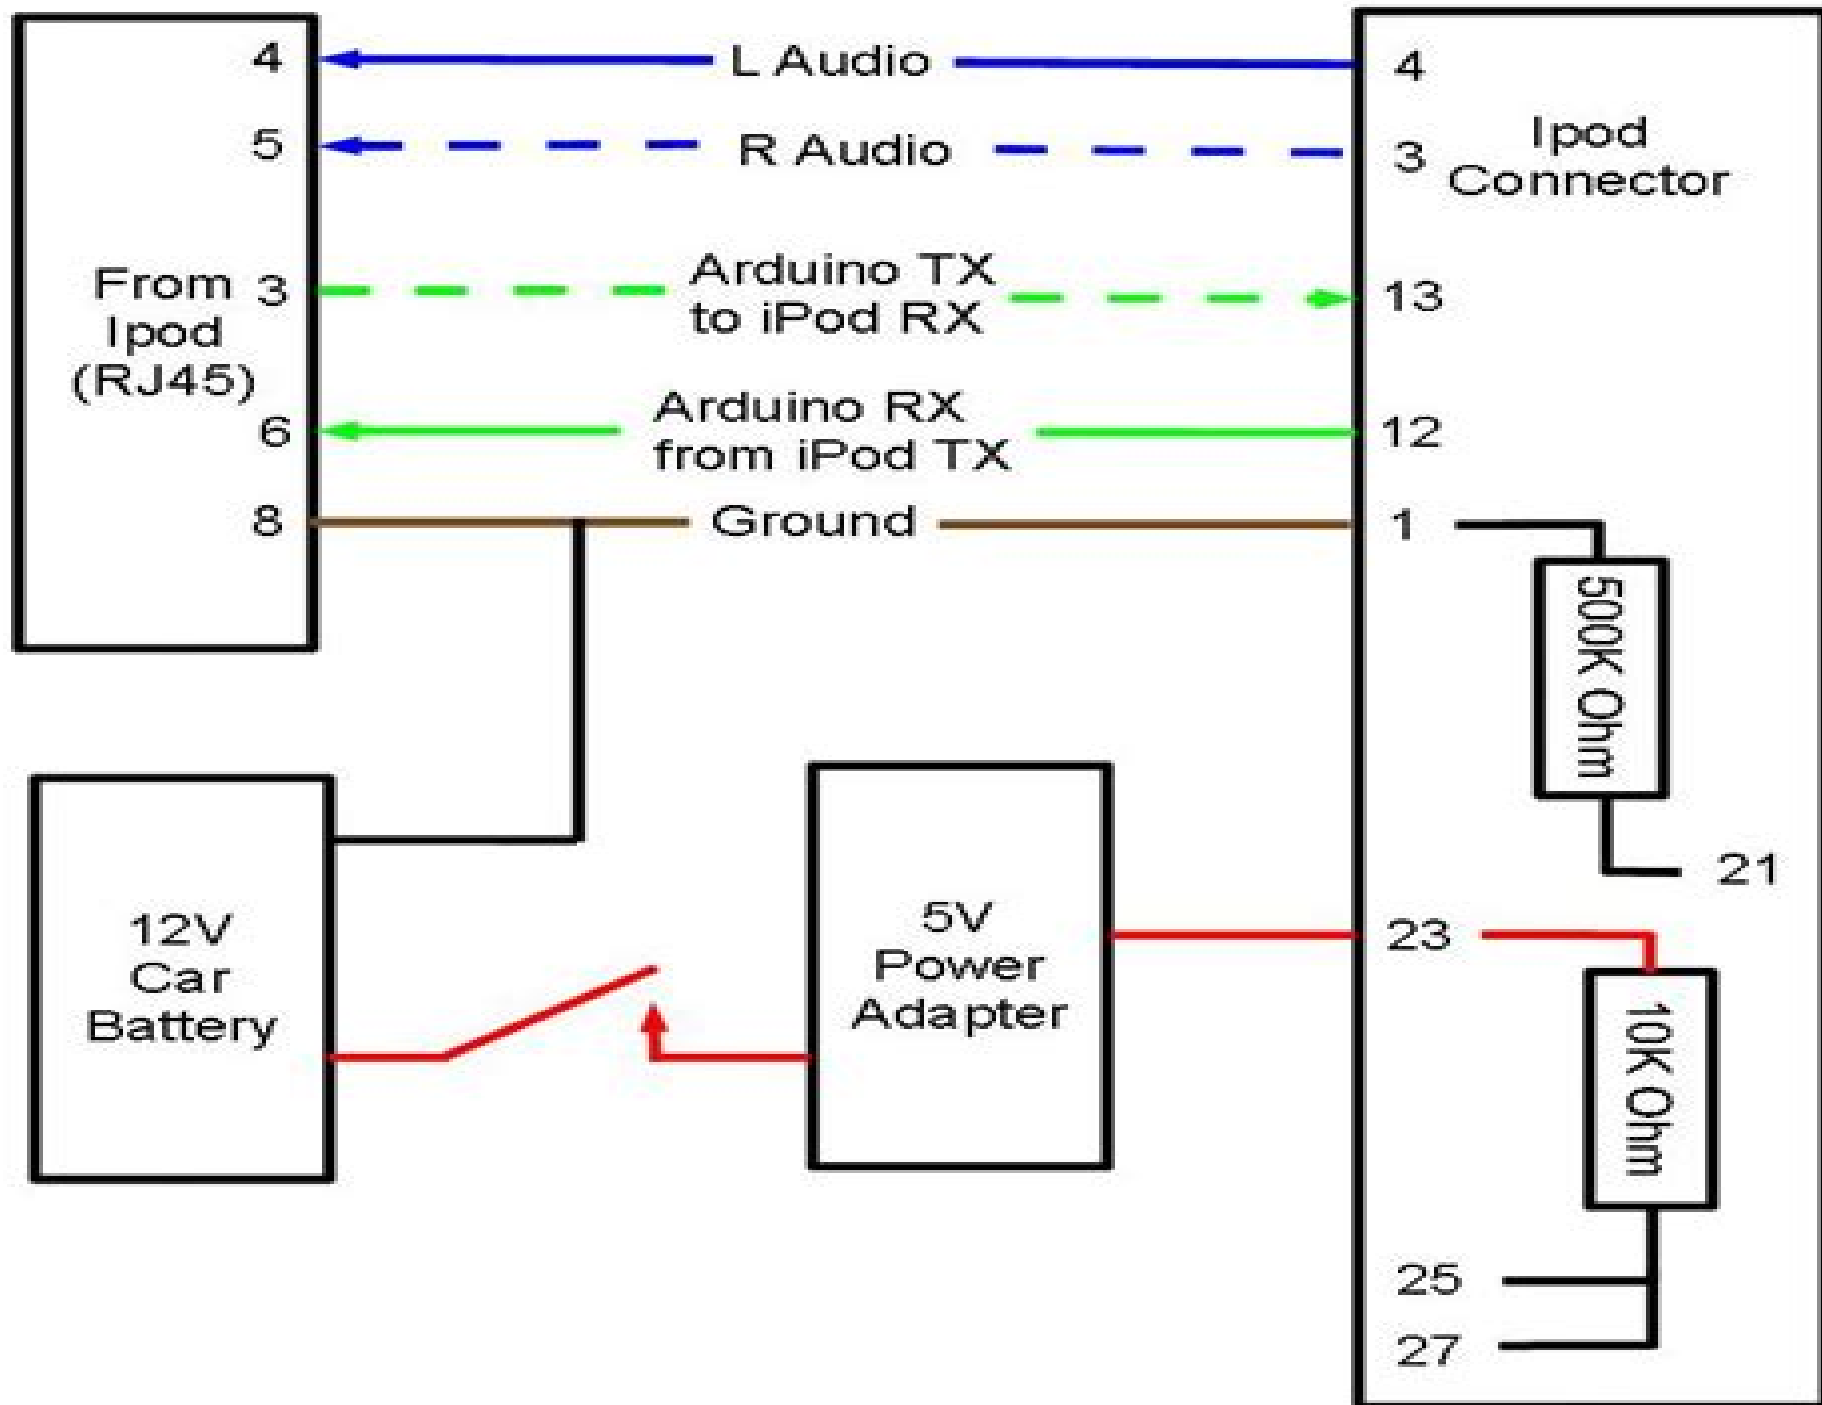 4
L Audio
4
5
R Audio
3
Ipod
Connector
From
Ipod
(RJ45)
3
Arduino TX
to iPod RX
13
6
Arduino RX
from iPod TX
12
8
Ground
1
500K Ohm
21
12V
Car
Battery
5V
Power
Adapter
23
10K Ohm
25
27